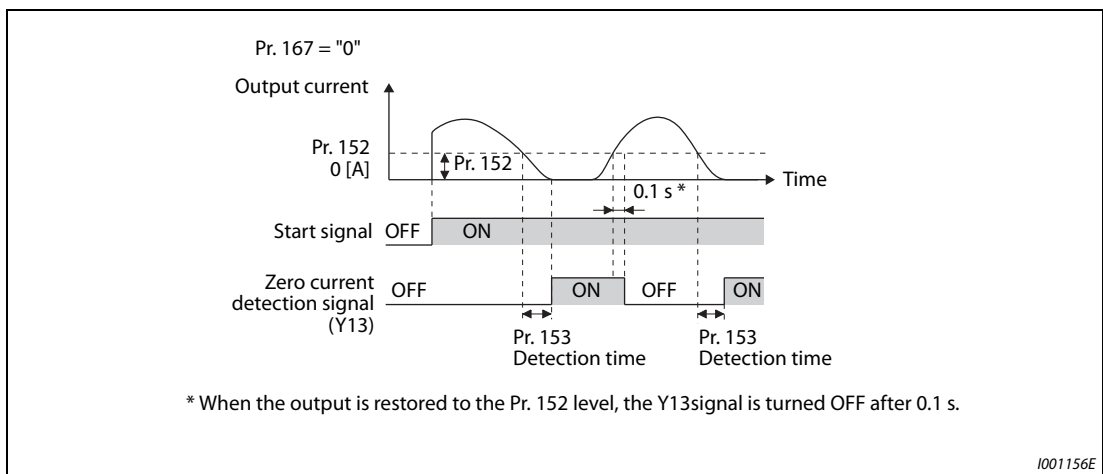 Pr. 167 = "0"
Output current
Pr. 152
0 [A]
Pr. 152
Time
0.1 s *
Start signal OFF ON
Zero current
detection signal
(Y13)
OFF ON OFF ON
Pr. 153
Detection time
Pr. 153
Detection time
* When the output is restored to the Pr. 152 level, the Y13signal is turned OFF after 0.1 s.
I001156E